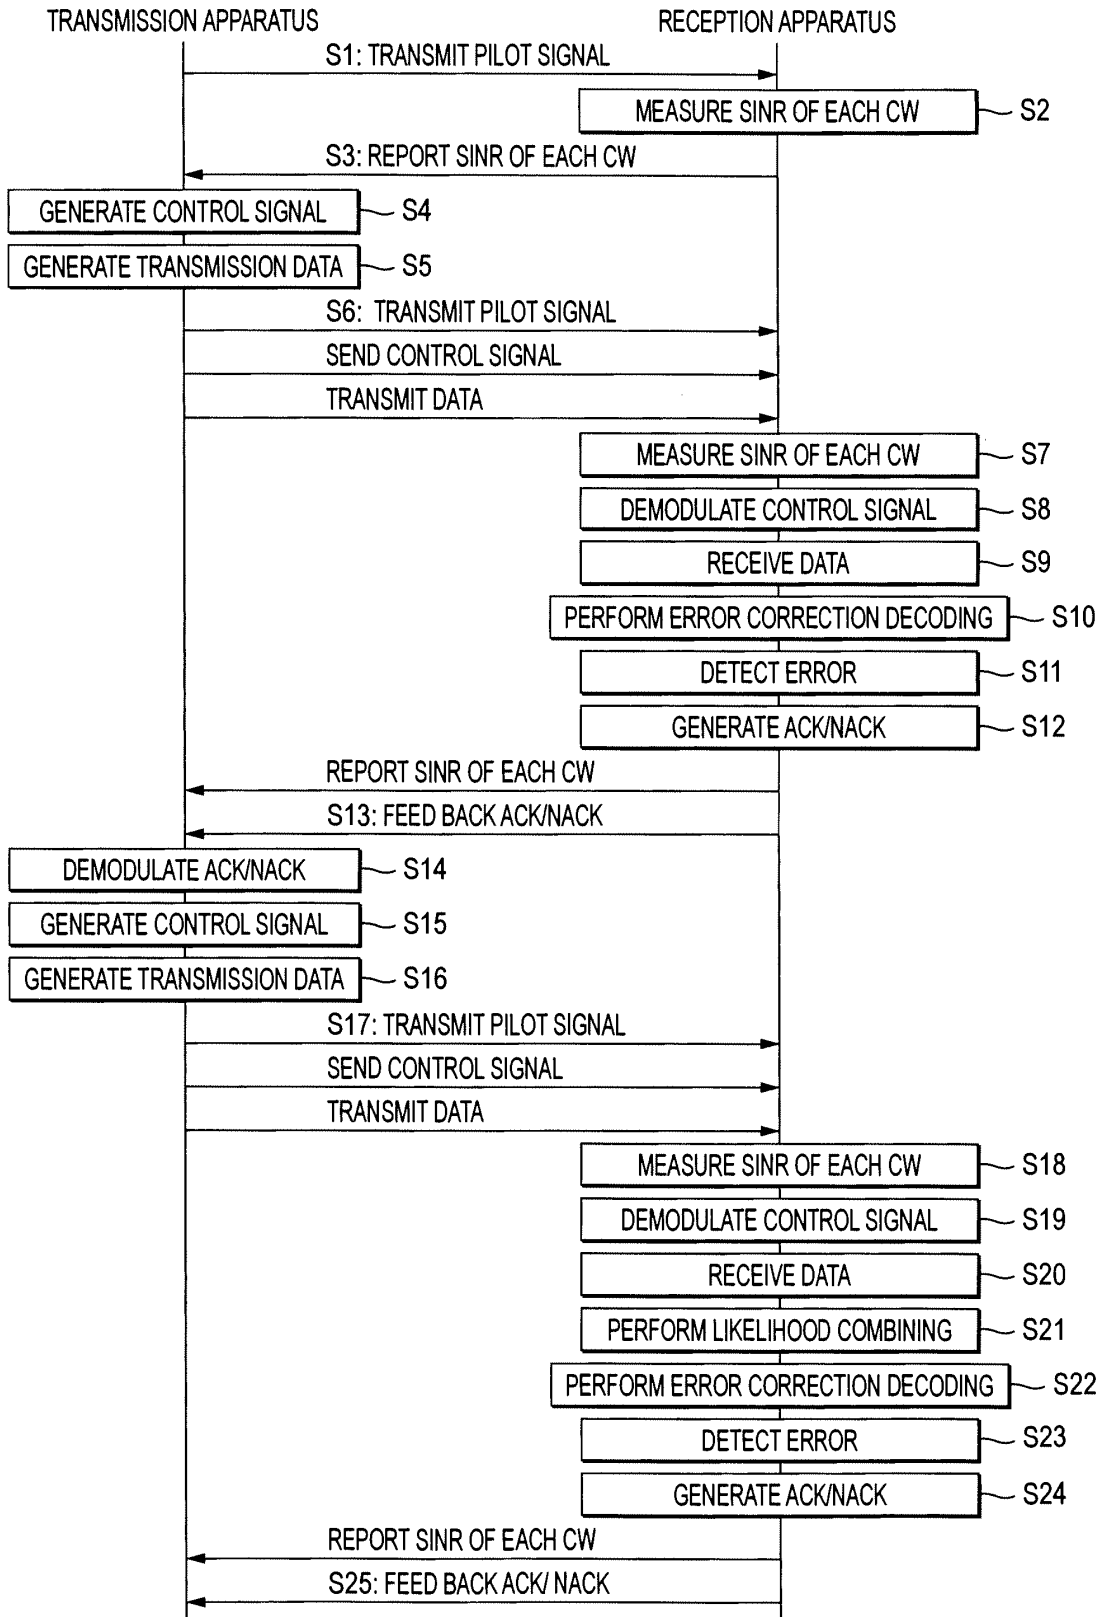 TRANSMISSION APPARATUS
RECEPTION APPARATUS
S1: TRANSMIT PILOT SIGNAL
MEASURE SINR OF EACH CW
S2
S3: REPORT SINR OF EACH CW
GENERATE CONTROL SIGNAL
S4
GENERATE TRANSMISSION DATA
S5
S6: TRANSMIT PILOT SIGNAL
SEND CONTROL SIGNAL
TRANSMIT DATA
MEASURE SINR OF EACH CW
S7
DEMODULATE CONTROL SIGNAL
S8
RECEIVE DATA
S9
PERFORM ERROR CORRECTION DECODING
S10
DETECT ERROR
S11
GENERATE ACK/NACK
S12
REPORT SINR OF EACH CW
S13: FEED BACK ACK/NACK
DEMODULATE ACK/NACK
S14
GENERATE CONTROL SIGNAL
S15
GENERATE TRANSMISSION DATA
S16
S17: TRANSMIT PILOT SIGNAL
SEND CONTROL SIGNAL
TRANSMIT DATA
MEASURE SINR OF EACH CW
S18
DEMODULATE CONTROL SIGNAL
S19
RECEIVE DATA
S20
PERFORM LIKELIHOOD COMBINING
S21
PERFORM ERROR CORRECTION DECODING
S22
DETECT ERROR
S23
GENERATE ACK/NACK
S24
REPORT SINR OF EACH CW
S25: FEED BACK ACK/ NACK